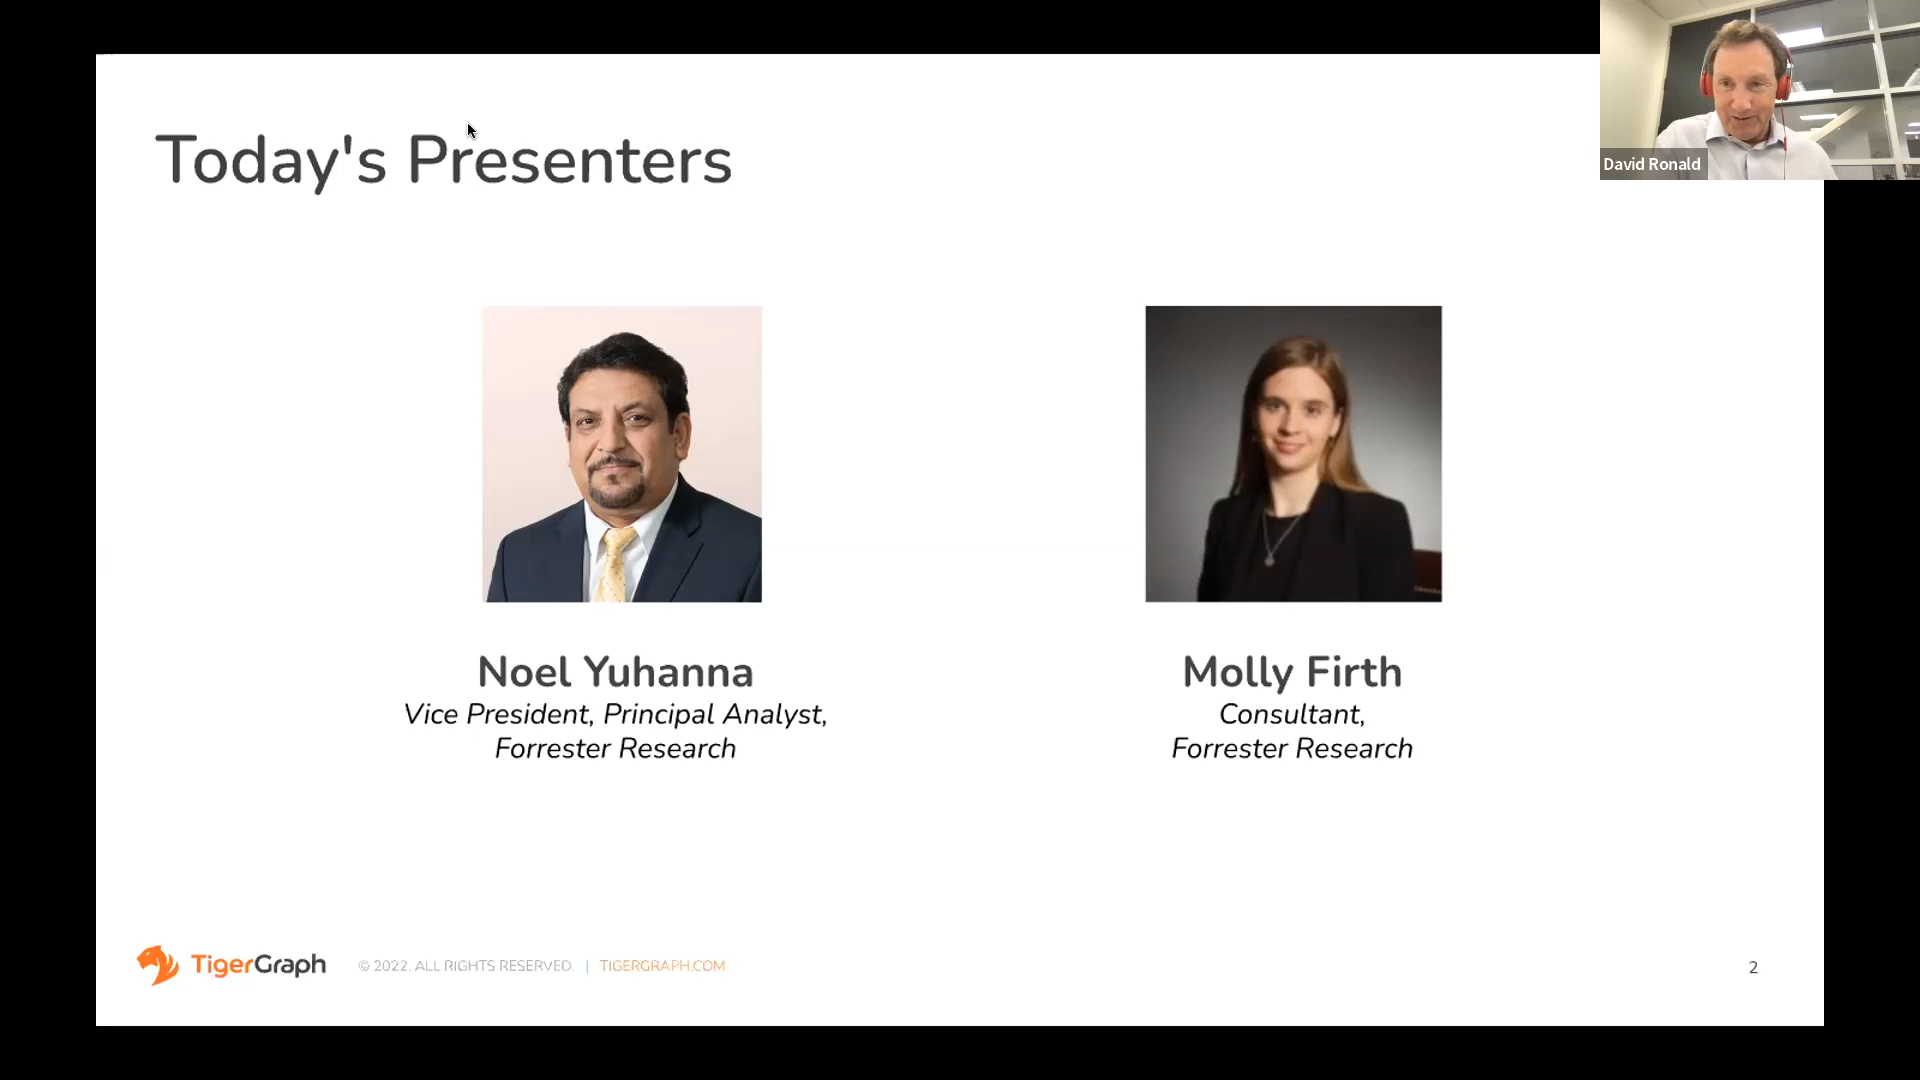 Today's Presenters
David Ronald
Noel Yuhanna
Vice President, Principal Analyst,
Forrester Research
Molly Firth
Consultant,
Forrester Research
TigerGraph
© 2022. ALL RIGHTS RESERVED. | TIGERGRAPH.COM
2